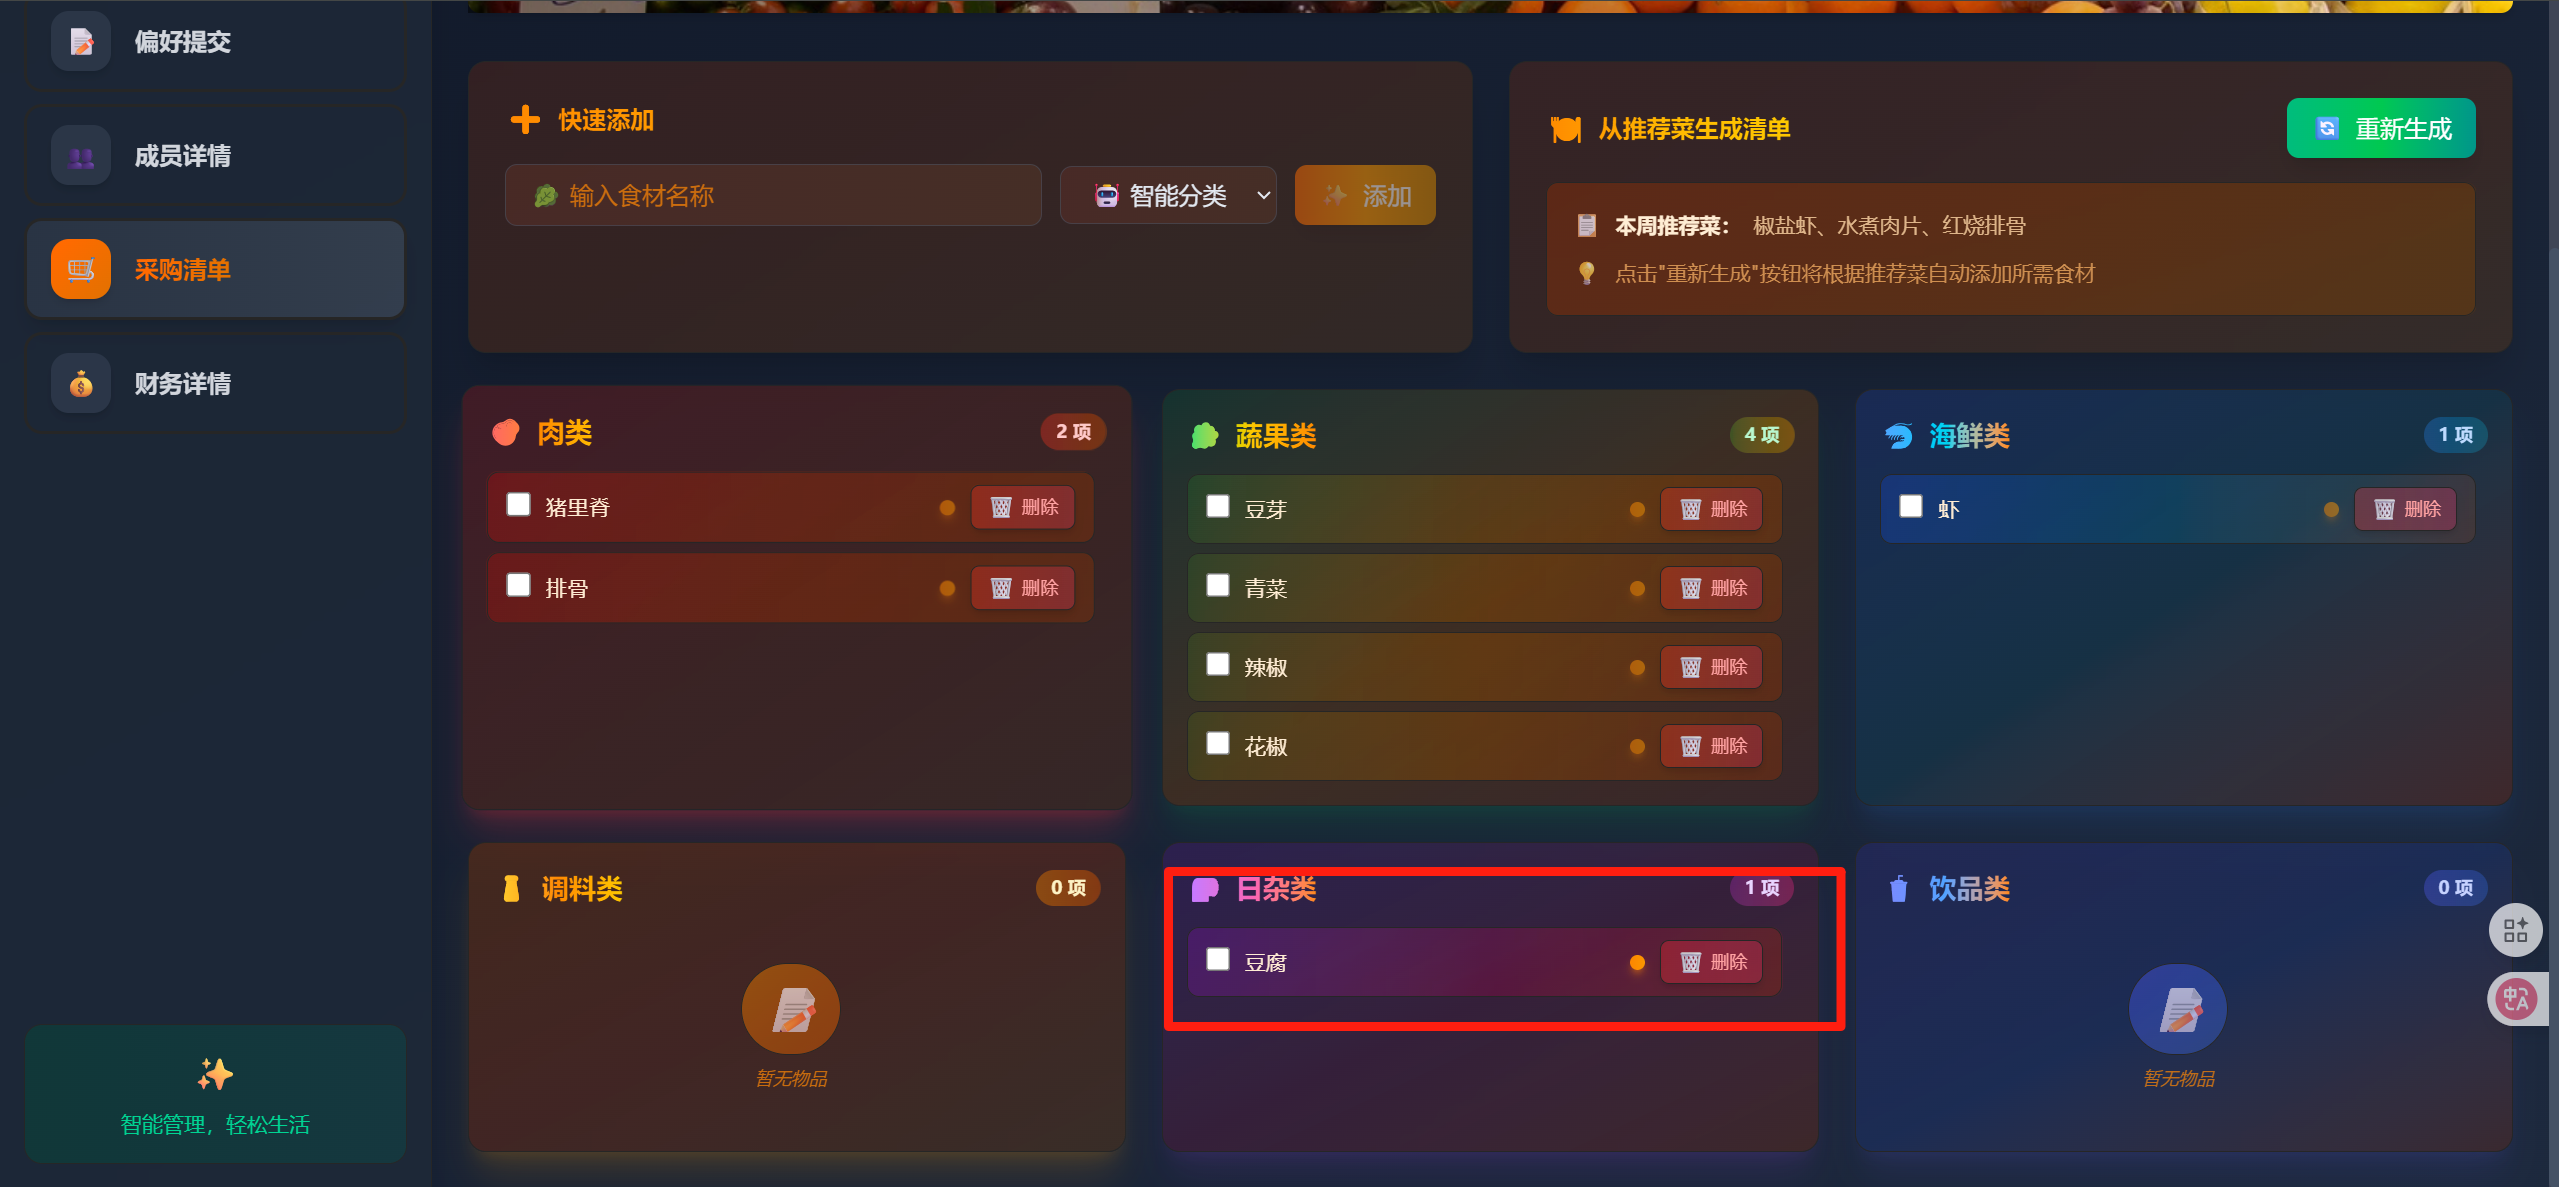 偏好提交
成员详情
采购清单
财务详情
智能管理，轻松生活
快速添加
输入食材名称
智能分类
添加
从推荐菜生成清单
重新生成
本周推荐菜： 椒盐虾、水煮肉片、红烧排骨
点击"重新生成"按钮将根据推荐菜自动添加所需食材
肉类
2 项
猪里脊
删除
排骨
删除
蔬果类
4 项
豆芽
删除
青菜
删除
辣椒
删除
花椒
删除
海鲜类
1 项
虾
删除
调料类
0 项
暂无物品
日杂类
1 项
豆腐
删除
饮品类
0 项
暂无物品
中A